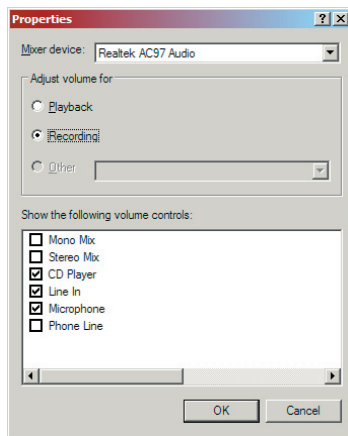 Properties
Mixer device: Realtek AC97 Audio
Adjust volume for
Playback
Recording
Other
Show the following volume controls:
Mono Mix
Stereo Mix
CD Player
Line In
Microphone
Phone Line
OK Cancel